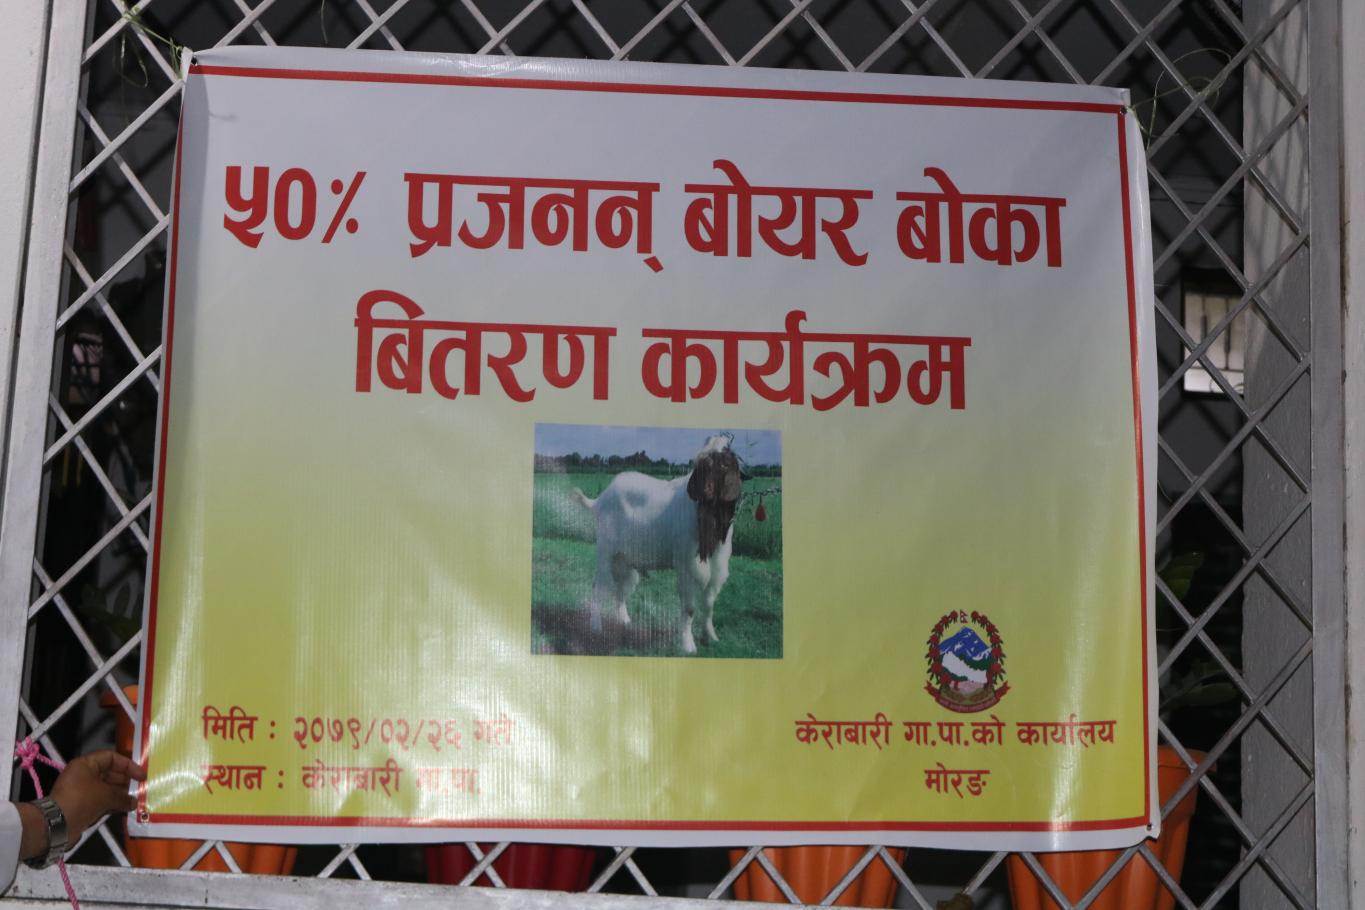 ५०% प्रजनन् बोयर बोका
बितरण कार्यक्रम
मिति : २०७९/०२/२६ गते
स्थान : केराबारी गा.पा.
केराबारी गा.पा.को कार्यालय
मोरङ